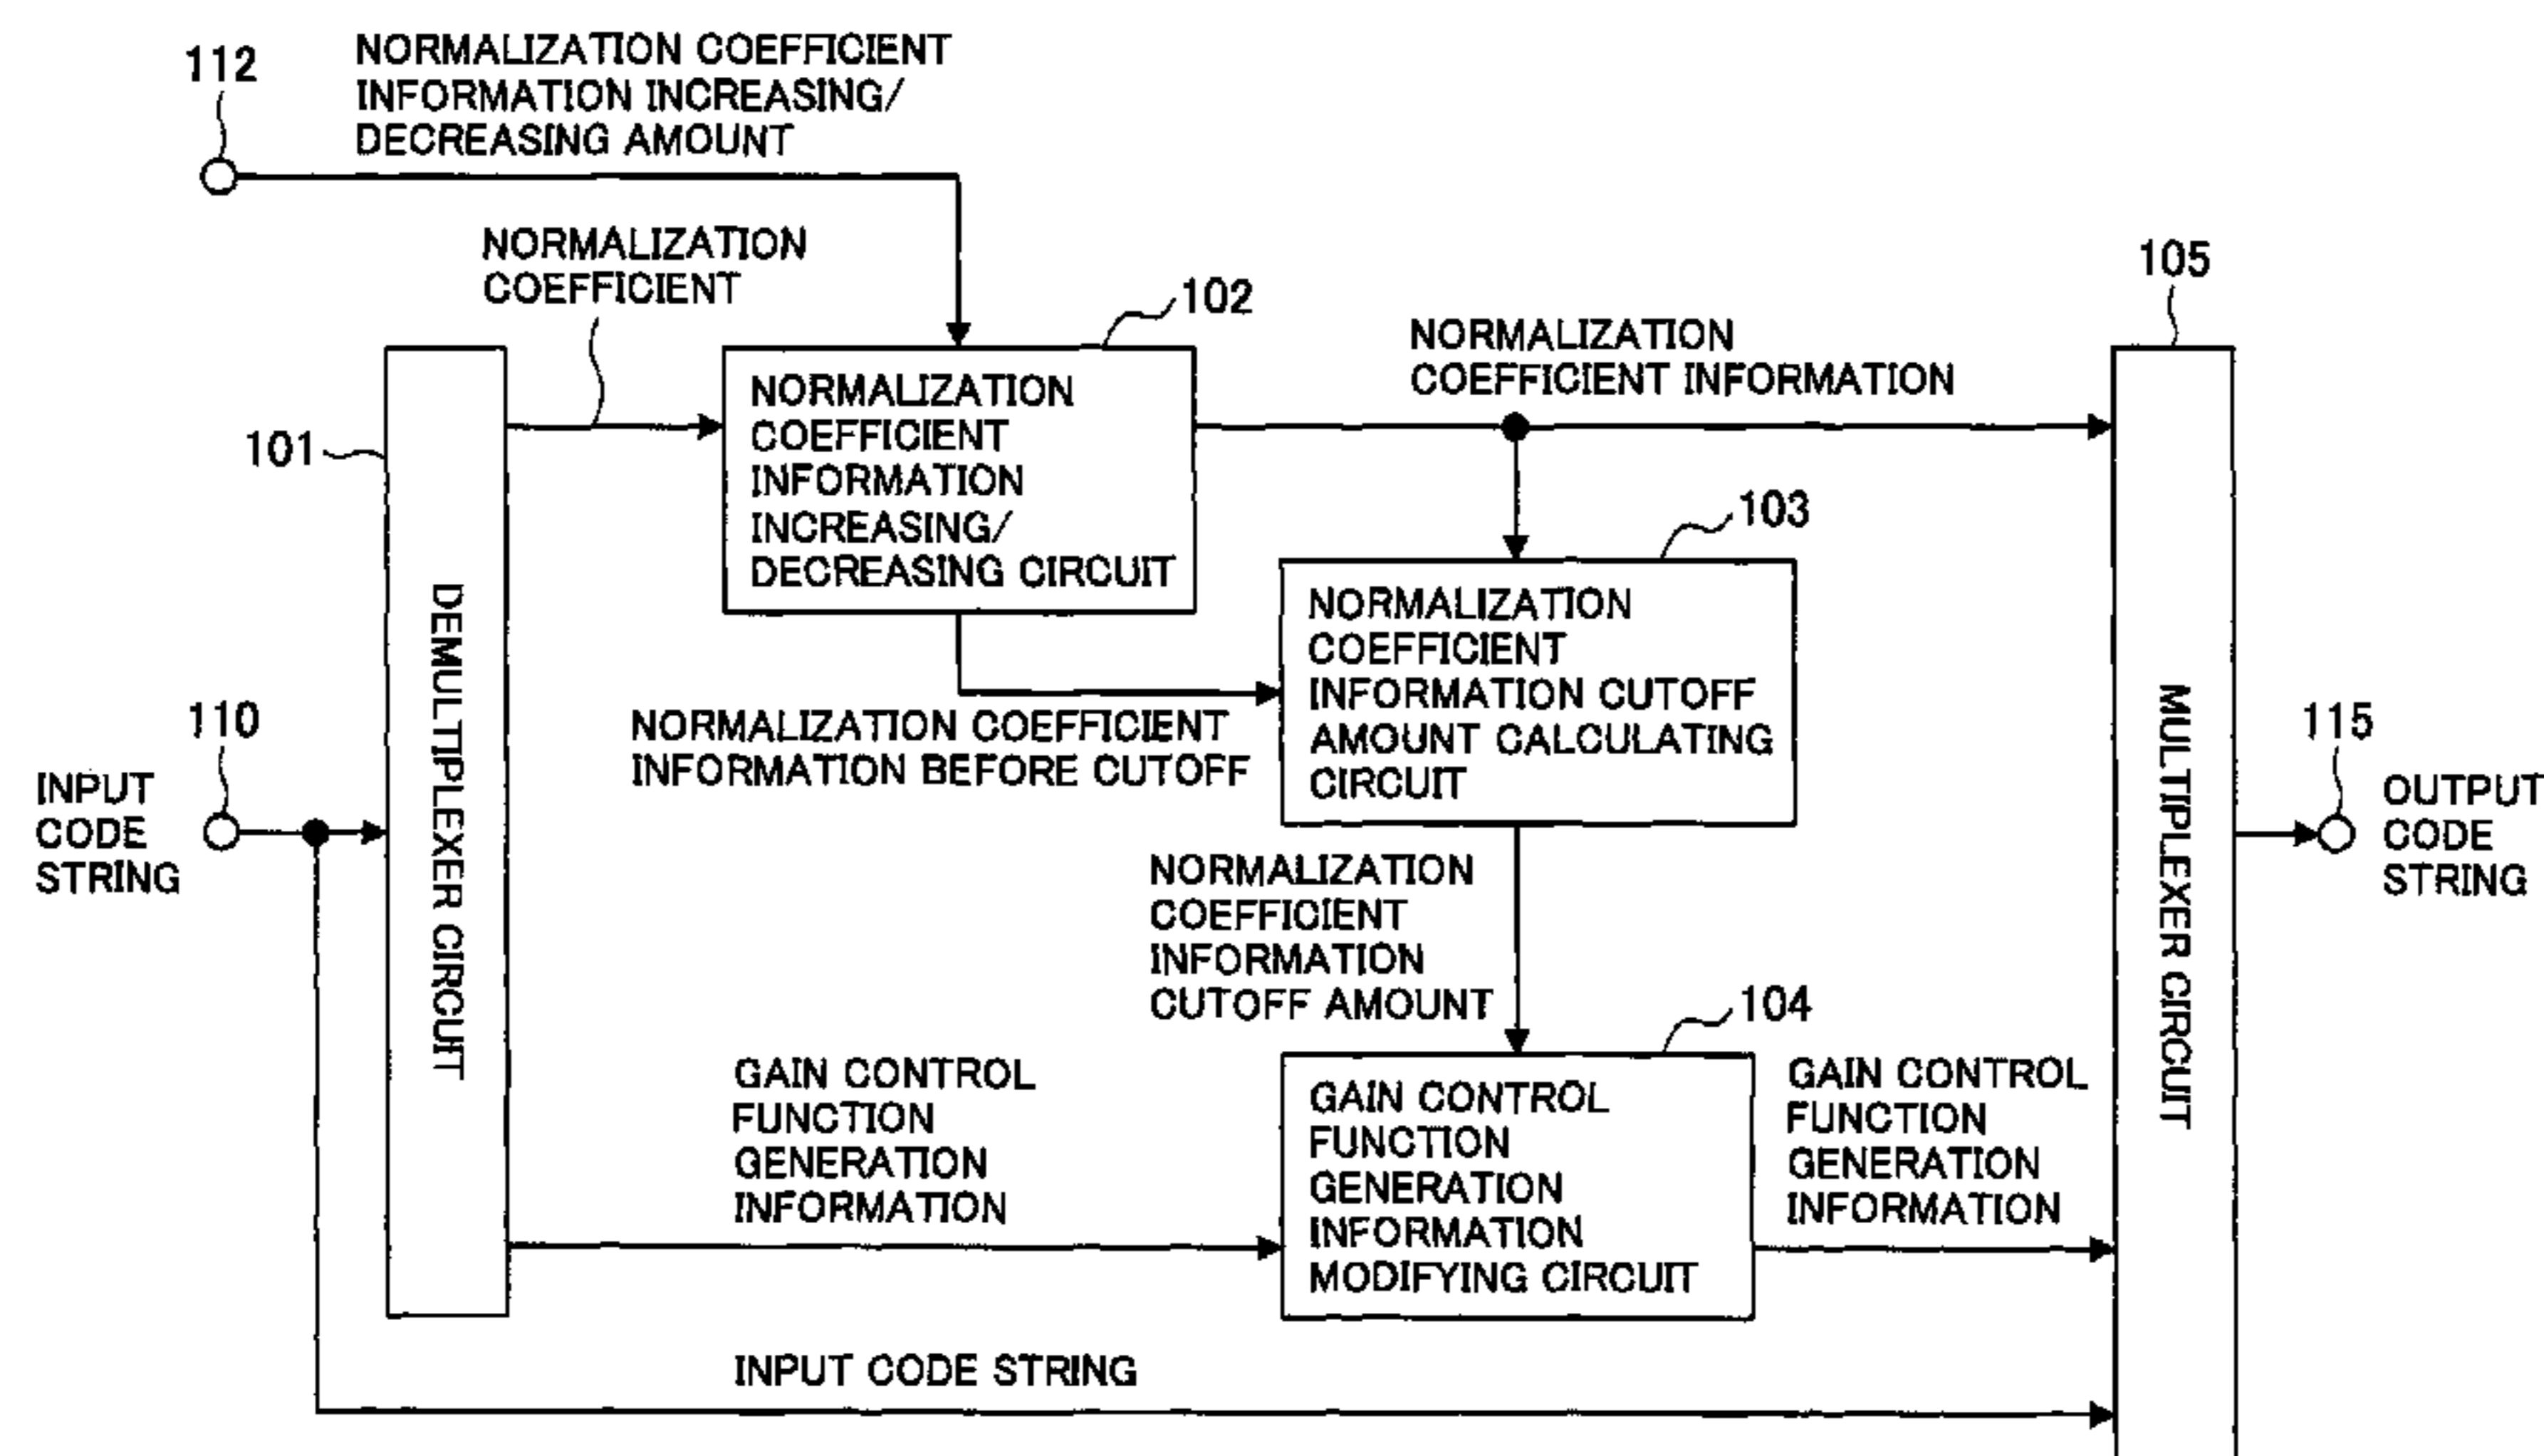 112
NORMALIZATION COEFFICIENT
INFORMATION INCREASING/
DECREASING AMOUNT
NORMALIZATION
COEFFICIENT
102
105
NORMALIZATION
COEFFICIENT INFORMATION
101
NORMALIZATION
COEFFICIENT
INFORMATION
INCREASING/
DECREASING CIRCUIT
103
DEMULTIPLEXER CIRCUIT
NORMALIZATION
COEFFICIENT
INFORMATION CUTOFF
AMOUNT CALCULATING
CIRCUIT
MULTIPLEXER CIRCUIT
110
NORMALIZATION COEFFICIENT
INFORMATION BEFORE CUTOFF
115
INPUT
CODE
STRING
OUTPUT
CODE
STRING
NORMALIZATION
COEFFICIENT
INFORMATION
CUTOFF AMOUNT
104
GAIN CONTROL
FUNCTION
GENERATION
INFORMATION
GAIN CONTROL
FUNCTION
GENERATION
INFORMATION
MODIFYING CIRCUIT
GAIN CONTROL
FUNCTION
GENERATION
INFORMATION
INPUT CODE STRING